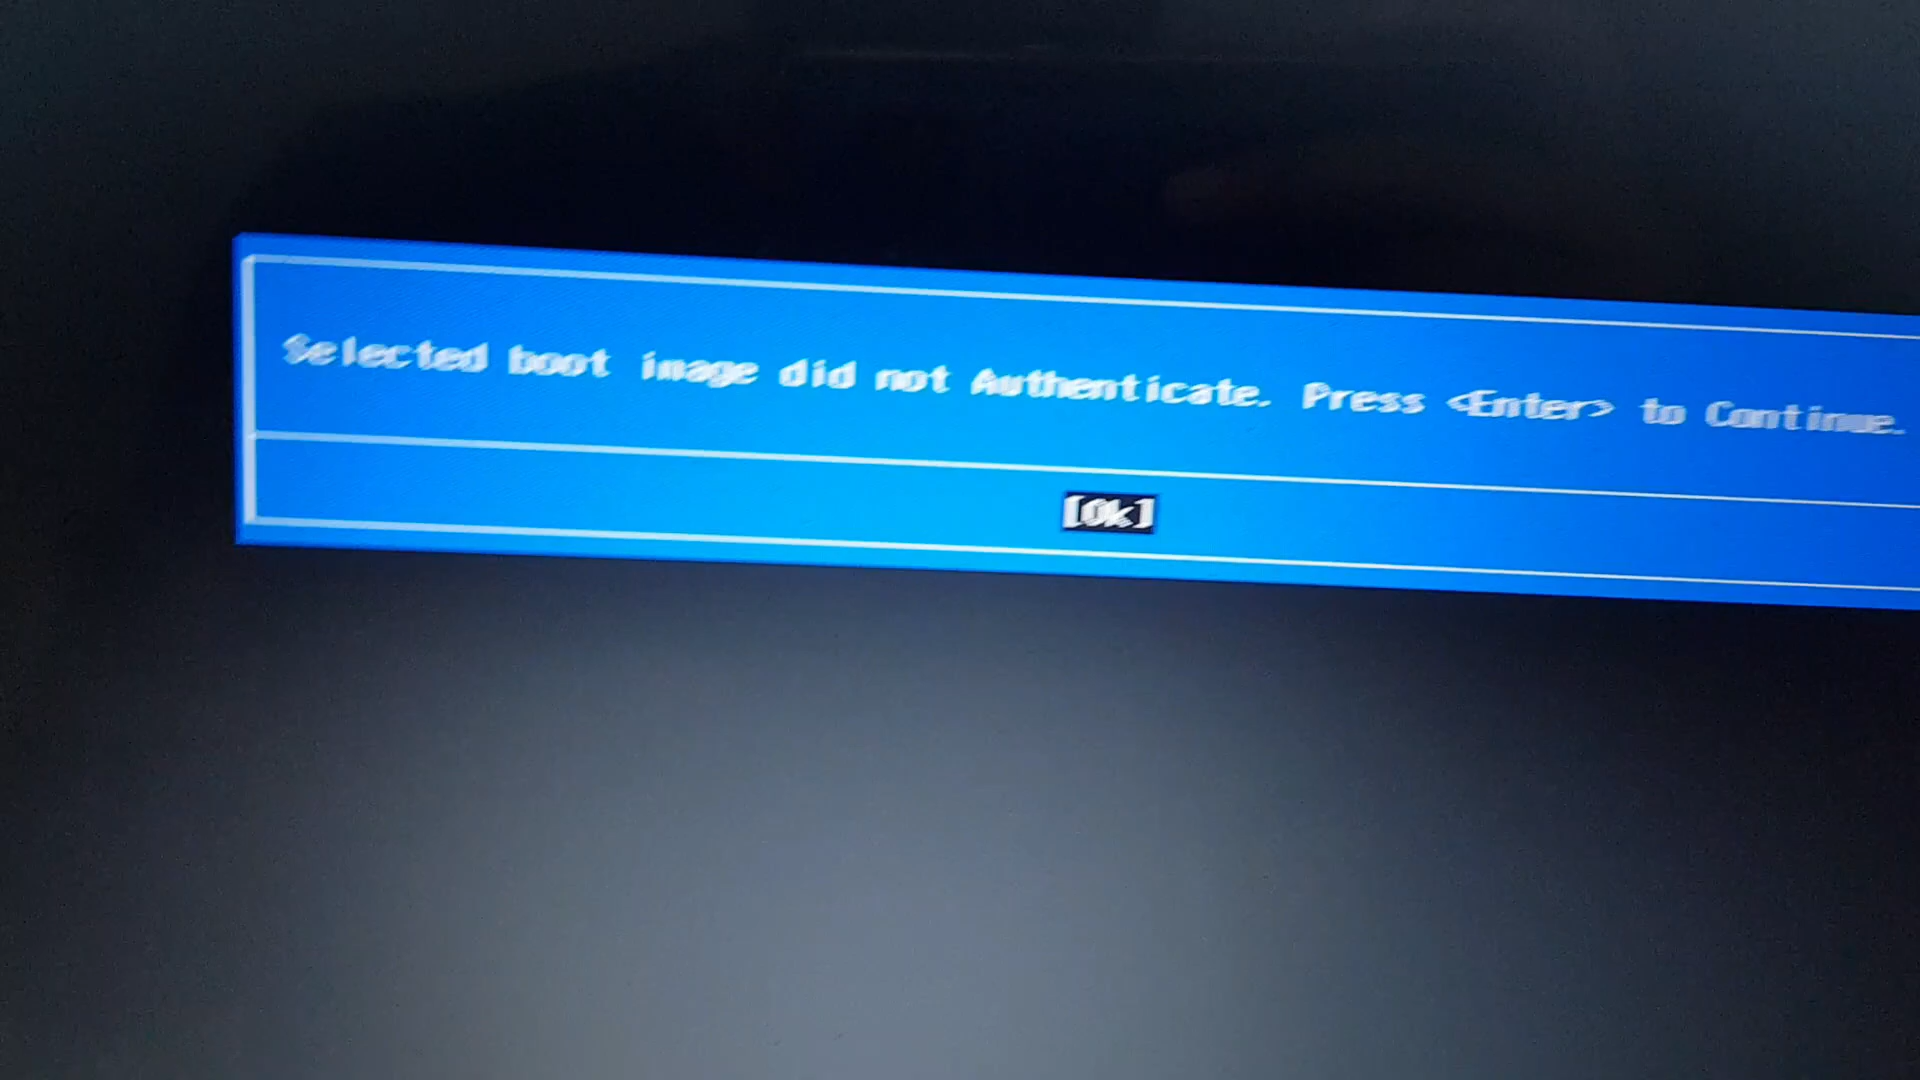 Selected boot image did not Authenticate. Press <Enter> to Continue.
[Ok]